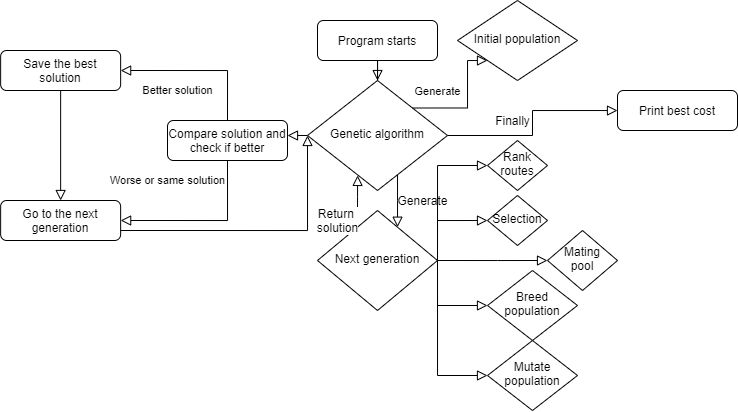 Program starts
Initial population
Save the best
solution
Better solution
Generate
Print best cost
Finally
Compare solution and
check if better
Genetic algorithm
Rank
routes
Worse or same solution
Generate
Go to the next
generation
Return
solution
Selection
Next generation
Mating
pool
Breed
population
Mutate
population